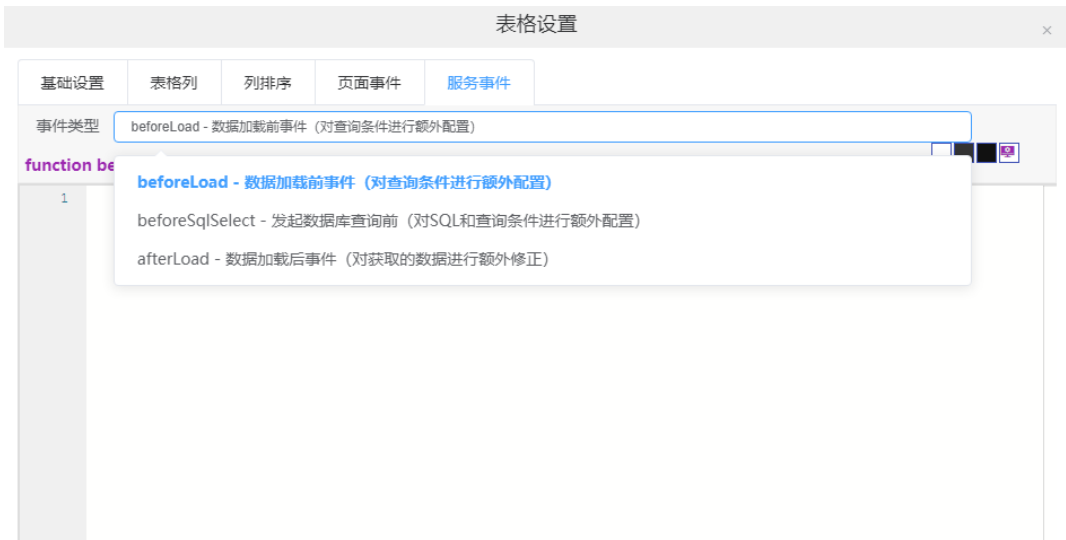 表格设置
×
基础设置 表格列 列排序 页面事件 服务事件
事件类型 beforeLoad - 数据加载前事件（对查询条件进行额外配置）
function be
beforeLoad - 数据加载前事件（对查询条件进行额外配置）
1
beforeSqlSelect - 发起数据库查询前（对SQL和查询条件进行额外配置）
afterLoad - 数据加载后事件（对获取的数据进行额外修正）